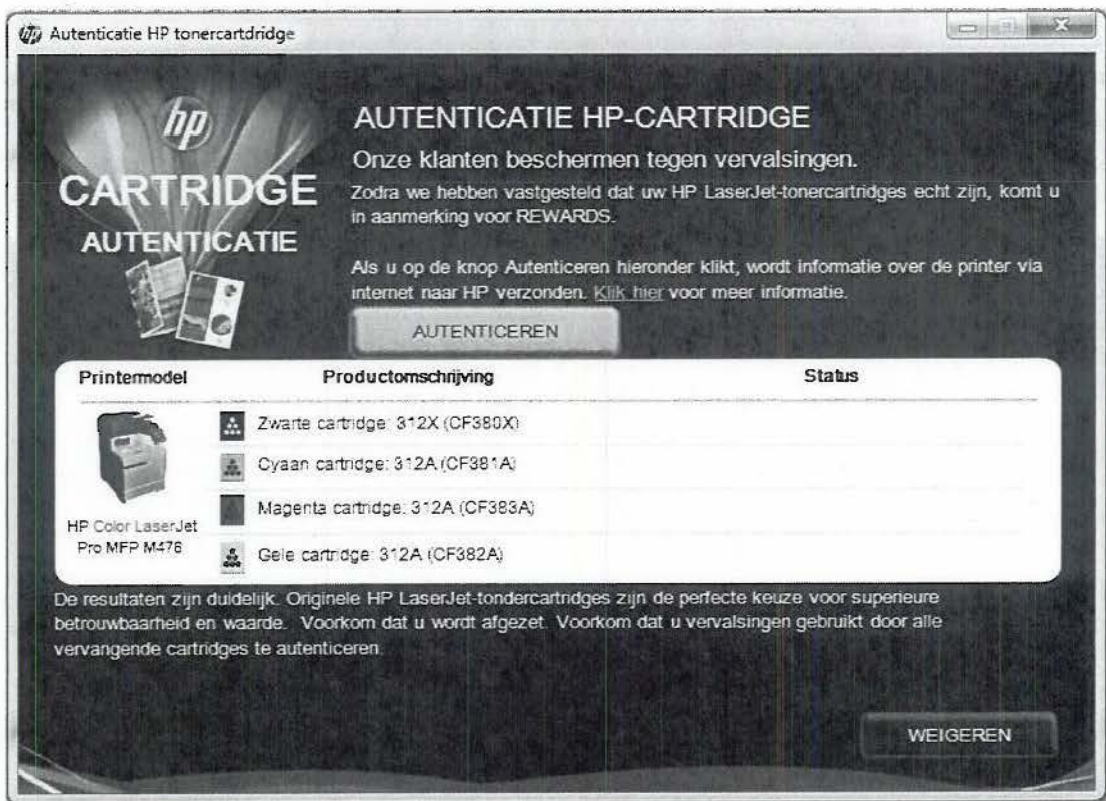 Autenticatie HP tonercartdridge
hp
CARTRIDGE
AUTENTICATIE
AUTENTICATIE HP-CARTRIDGE
Onze klanten beschermen tegen vervalsingen.
Zodra we hebben vastgesteld dat uw HP LaserJet-tonercartridges echt zijn, komt u
in aanmerking voor REWARDS.
Als u op de knop Autenticeren hieronder klikt, wordt informatie over de printer via
internet naar HP verzonden. Klik hier voor meer informatie.
AUTENTICEREN
Printermodel Productomschrijving Status
Zwarte cartridge: 312X (CF380X)
Cyaan cartridge: 312A (CF381A)
Magenta cartridge: 312A (CF383A)
Gele cartridge: 312A (CF382A)
HP Color LaserJet
Pro MFP M476
De resultaten zijn duidelijk. Originele HP LaserJet-tondercartridges zijn de perfecte keuze voor superieure
betrouwbaarheid en waarde. Voorkom dat u wordt afgezet. Voorkom dat u vervalsingen gebruikt door alle
vervangende cartridges te autenticeren.
WEIGEREN